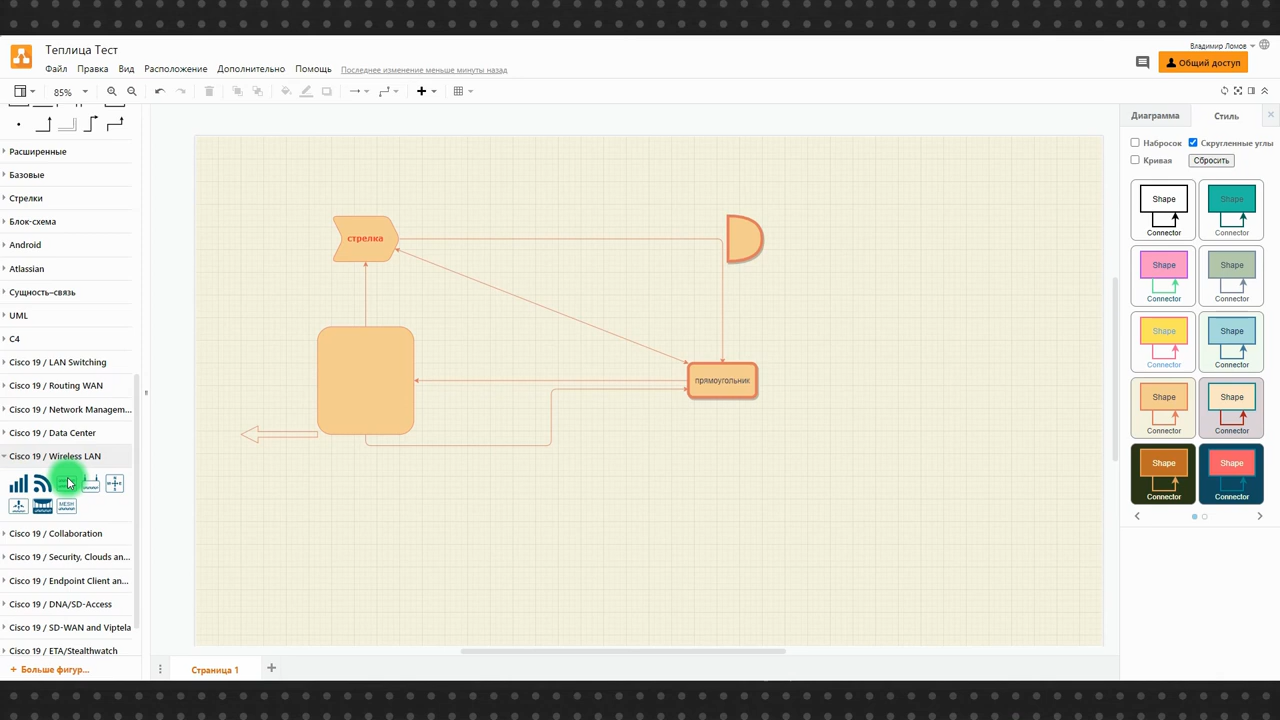 Теплица Тест
Владимир Ломов
Файл Правка Вид Расположение Дополнительно Помощь Последнее изменение меньше минуты назад
Общий доступ
85%
Расширенные
Базовые
Стрелки
Блок-схема
Android
Atlassian
Сущность-связь
UML
C4
Cisco 19 / LAN Switching
Cisco 19 / Routing WAN
Cisco 19 / Network Managem...
Cisco 19 / Data Center
Cisco 19 / Wireless LAN
MESH
Cisco 19 / Collaboration
Cisco 19 / Security, Clouds an...
Cisco 19 / Endpoint Client an...
Cisco 19 / DNA/SD-Access
Cisco 19 / SD-WAN and Viptela
Cisco 19 / ETA/Stealthwatch
+ Больше фигур...
стрелка
прямоугольник
Страница 1
Диаграмма Стиль
Набросок Скругленные углы
Кривая Сбросить
Shape Shape
Connector Connector
Shape Shape
Connector Connector
Shape Shape
Connector Connector
Shape Shape
Connector Connector
Shape Shape
Connector Connector